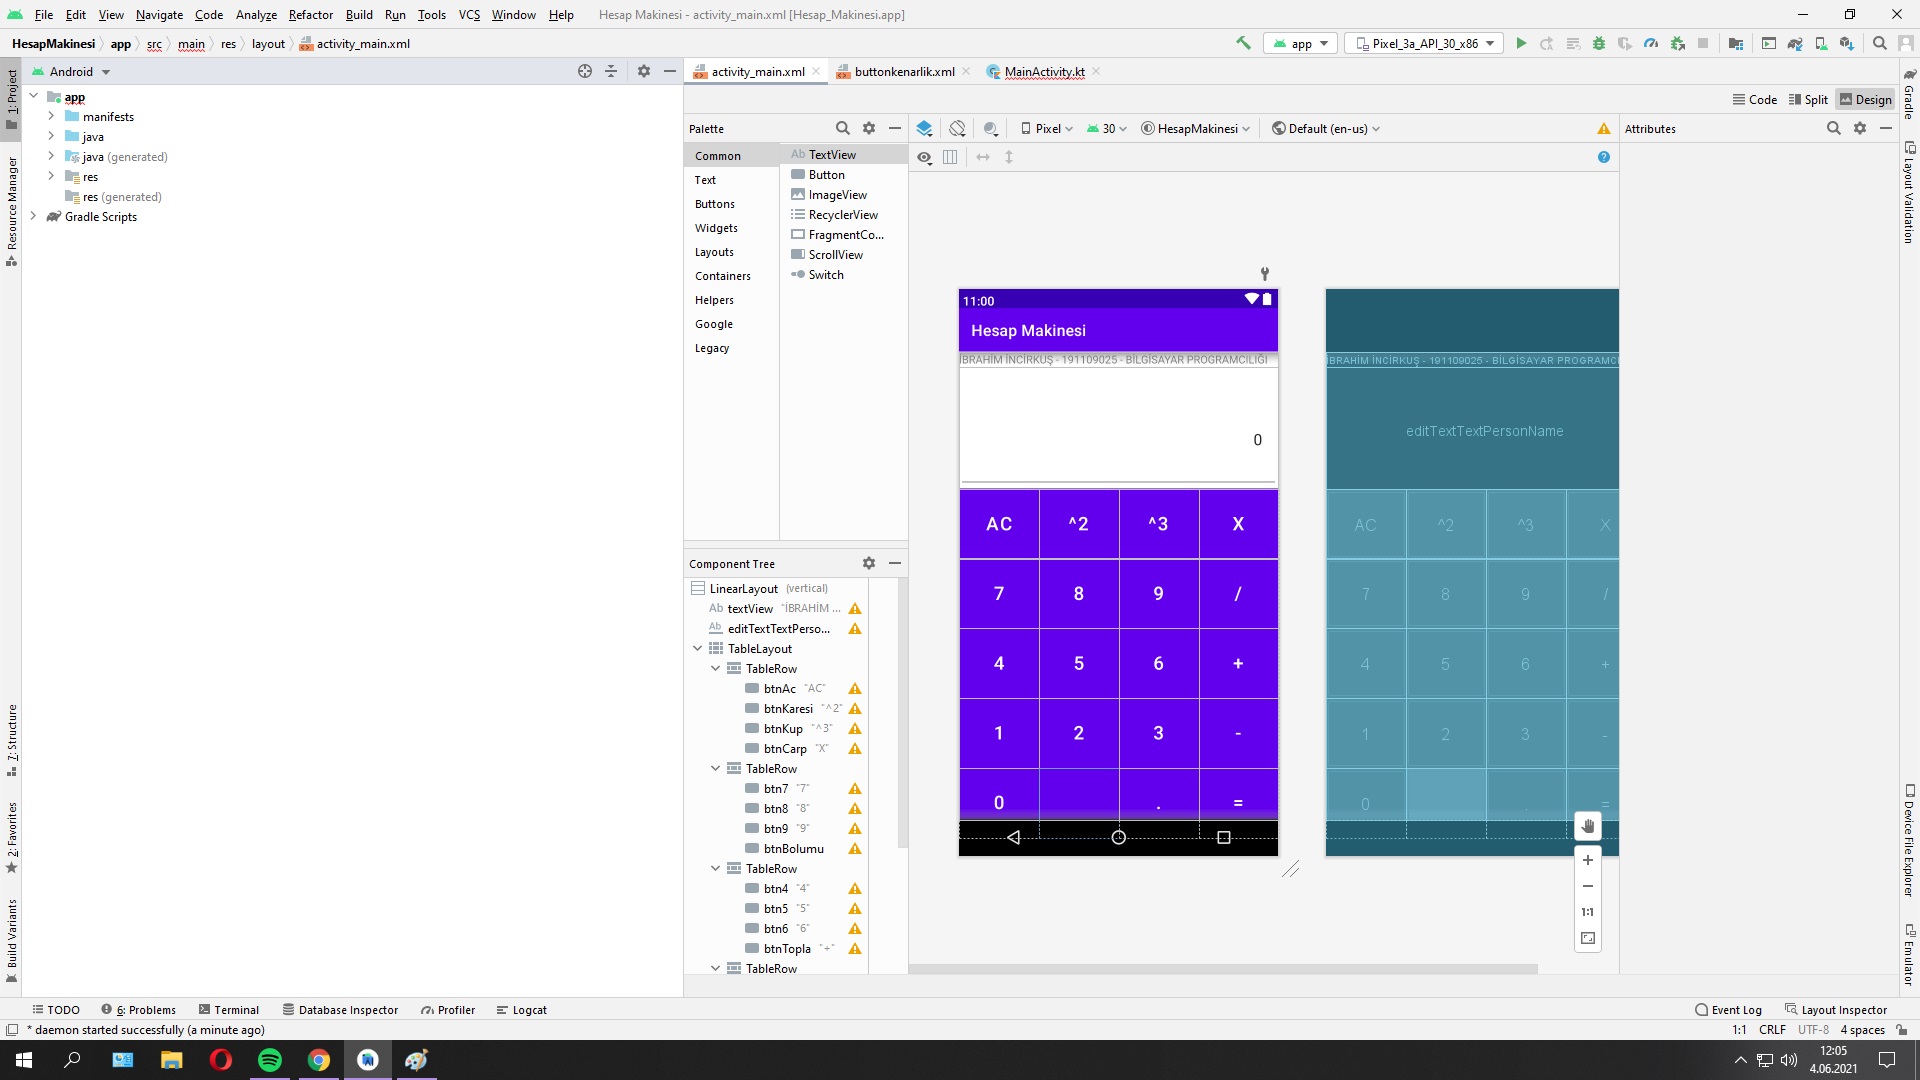 File Edit View Navigate Code Analyze Refactor Build Run Tools VCS Window Help Hesap Makinesi - activity_main.xml [Hesap_Makinesi.app]
HesapMakinesi app src main res layout activity_main.xml app Pixel_3a_API_30_x86
1: Project
Resource Manager
7: Structure
2: Favorites
Build Variants
Android
app
manifests
java
java (generated)
res
res (generated)
Gradle Scripts
activity_main.xml buttonkenarlik.xml MainActivity.kt
Code Split Design
Palette
Common
Text
Buttons
Widgets
Layouts
Containers
Helpers
Google
Legacy
Ab TextView
Button
ImageView
RecyclerView
FragmentCo...
ScrollView
Switch
Pixel 30 HesapMakinesi Default (en-us)
Attributes
Component Tree
LinearLayout (vertical)
Ab textView "İBRAHİM ...
Ab editTextTextPerso...
TableLayout
TableRow
btnAc "AC"
btnKaresi "^2"
btnKup "^3"
btnCarp "X"
TableRow
btn7 "7"
btn8 "8"
btn9 "9"
btnBolumu
TableRow
btn4 "4"
btn5 "5"
btn6 "6"
btnTopla "+"
TableRow
11:00
Hesap Makinesi
İBRAHİM İNCİRKUŞ - 191109025 - BİLGİSAYAR PROGRAMCILIĞI
0
AC ^2 ^3 X
7 8 9 /
4 5 6 +
1 2 3 -
0 . =
İBRAHİM İNCİRKUŞ - 191109025 - BİLGİSAYAR PROGRAMCI
editTextTextPersonName
AC ^2 ^3 X
7 8 9 /
4 5 6 +
1 2 3 -
0 =
1:1
Gradle
Layout Validation
Device File Explorer
Emulator
TODO 6: Problems Terminal Database Inspector Profiler Logcat Event Log Layout Inspector
* daemon started successfully (a minute ago) 1:1 CRLF UTF-8 4 spaces
12:05
4.06.2021